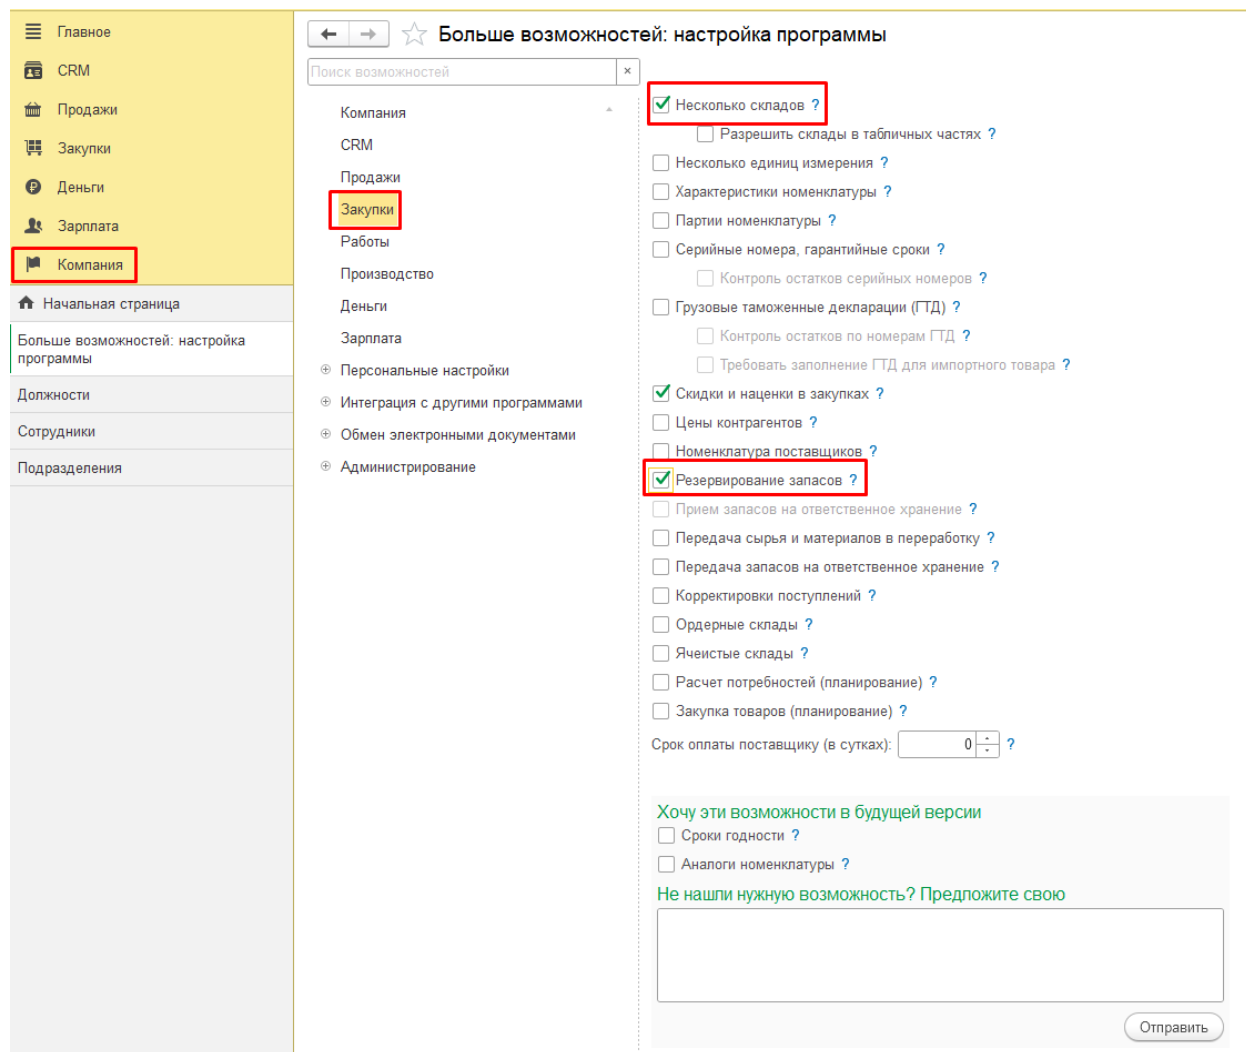 Главное
CRM
Продажи
Закупки
Деньги
Зарплата
Компания
Начальная страница
Больше возможностей: настройка
программы
Должности
Сотрудники
Подразделения
Больше возможностей: настройка программы
Поиск возможностей ×
Компания
CRM
Продажи
Закупки
Работы
Производство
Деньги
Зарплата
Персональные настройки
Интеграция с другими программами
Обмен электронными документами
Администрирование
Несколько складов ?
Разрешить склады в табличных частях ?
Несколько единиц измерения ?
Характеристики номенклатуры ?
Партии номенклатуры ?
Серийные номера, гарантийные сроки ?
Контроль остатков серийных номеров ?
Грузовые таможенные декларации (ГТД) ?
Контроль остатков по номерам ГТД ?
Требовать заполнение ГТД для импортного товара ?
Скидки и наценки в закупках ?
Цены контрагентов ?
Номенклатура поставщиков ?
Резервирование запасов ?
Прием запасов на ответственное хранение ?
Передача сырья и материалов в переработку ?
Передача запасов на ответственное хранение ?
Корректировки поступлений ?
Ордерные склады ?
Ячеистые склады ?
Расчет потребностей (планирование) ?
Закупка товаров (планирование) ?
Срок оплаты поставщику (в сутках): 0 ?
Хочу эти возможности в будущей версии
Сроки годности ?
Аналоги номенклатуры ?
Не нашли нужную возможность? Предложите свою
Отправить